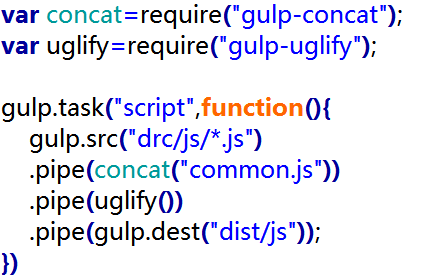 var concat=require("gulp-concat");
var uglify=require("gulp-uglify");
gulp.task("script",function(){
gulp.src("drc/js/*.js")
.pipe(concat("common.js"))
.pipe(uglify())
.pipe(gulp.dest("dist/js"));
})